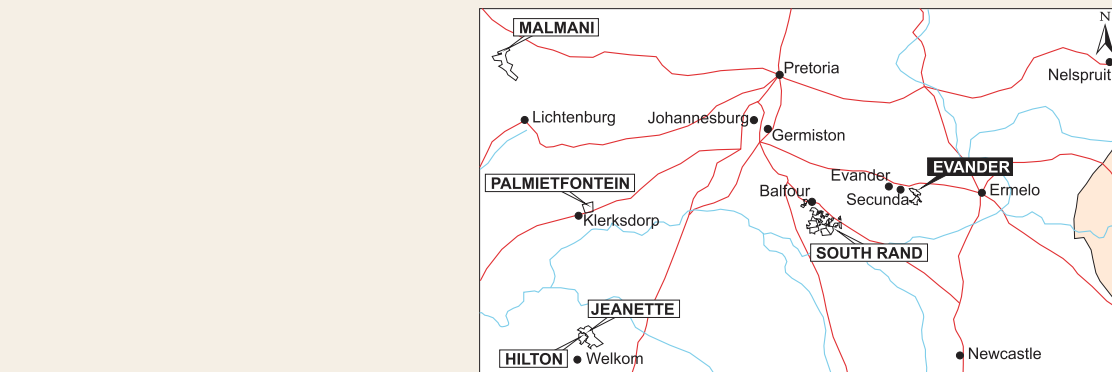 N
MALMANI
Pretoria
Nelspruit
Lichtenburg
Johannesburg
Germiston
EVANDER
Evander
PALMIETFONTEIN
Balfour
Ermelo
Secunda
Klerksdorp
SOUTH RAND
JEANETTE
Newcastle
HILTON
Welkom